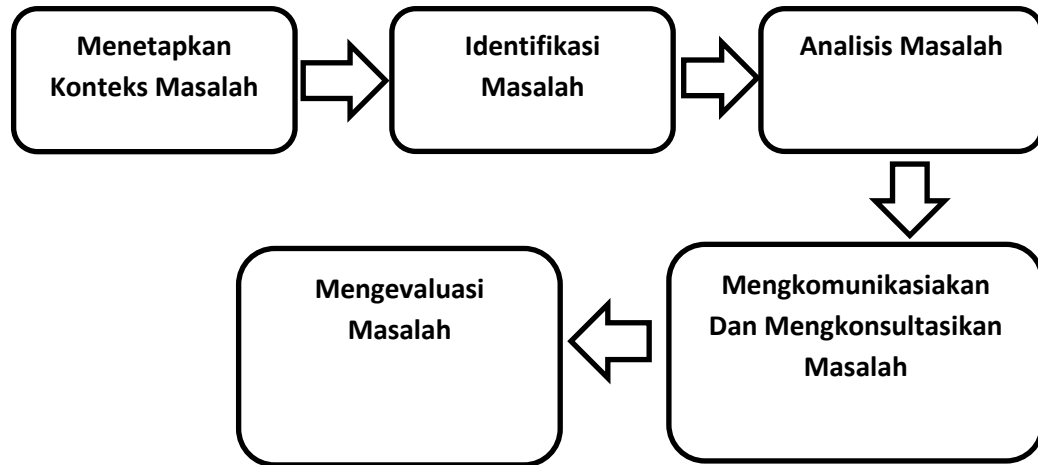 Menetapkan
Konteks Masalah
Identifikasi
Masalah
Analisis Masalah
Mengkomunikasiakan
Dan Mengkonsultasikan
Masalah
Mengevaluasi
Masalah